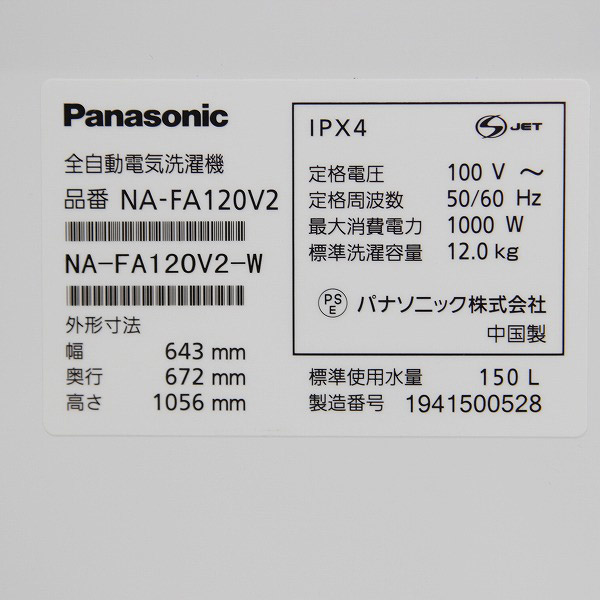 Panasonic
全自動電気洗濯機
品番 NA-FA120V2
NA-FA120V2-W
外形寸法
幅 643 mm
奥行 672 mm
高さ 1056 mm
IPX4
S JET
定格電圧 100 V ～
定格周波数 50/60 Hz
最大消費電力 1000 W
標準洗濯容量 12.0 kg
PS
E
パナソニック株式会社
中国製
標準使用水量 150 L
製造番号 1941500528